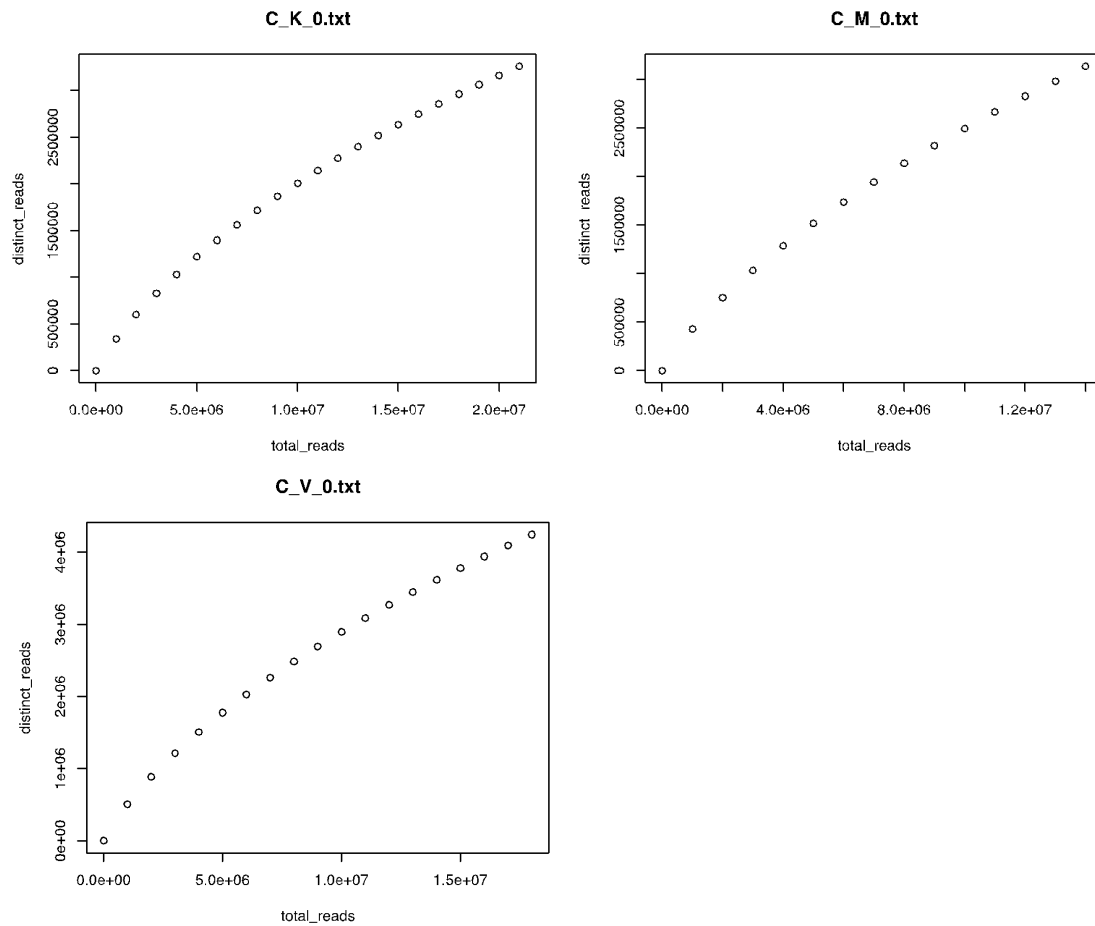 C_K_0.txt
distinct_reads
0 500000 1500000 2500000
0.0e+00 5.0e+06 1.0e+07 1.5e+07 2.0e+07
total_reads
C_M_0.txt
distinct_reads
0 500000 1500000 2500000
0.0e+00 4.0e+06 8.0e+06 1.2e+07
total_reads
C_V_0.txt
distinct_reads
0e+00 1e+06 2e+06 3e+06 4e+06
0.0e+00 5.0e+06 1.0e+07 1.5e+07
total_reads